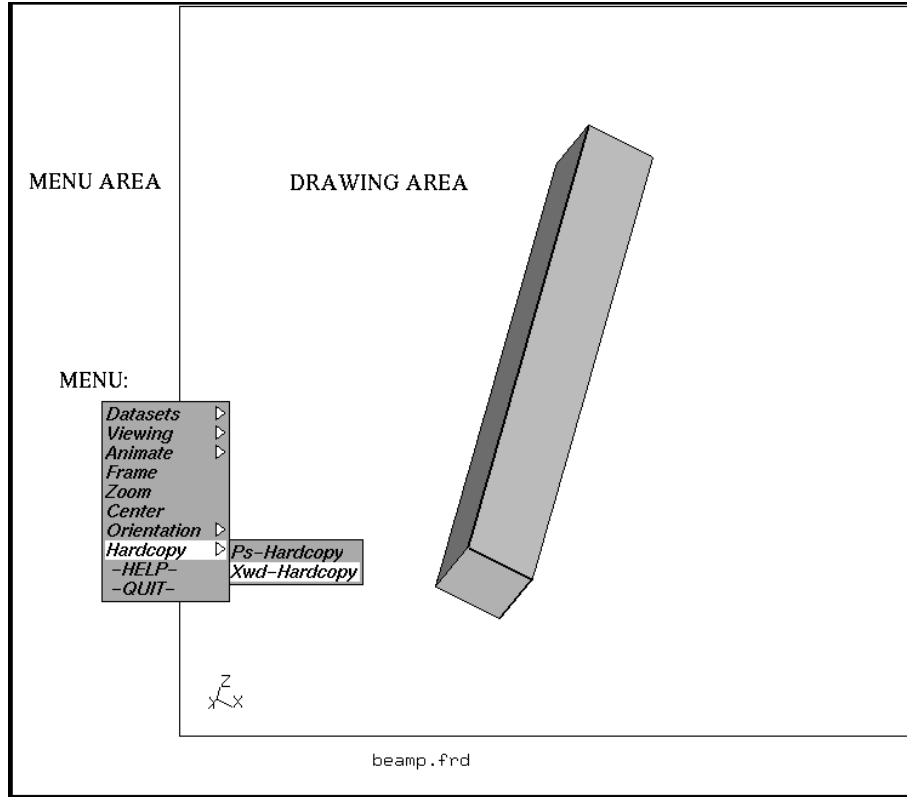 MENU AREA
DRAWING AREA
MENU:
Datasets
Viewing
Animate
Frame
Zoom
Center
Orientation
Hardcopy
-HELP-
-QUIT-
Ps-Hardcopy
Xwd-Hardcopy
Z
Y
X
beamp.frd